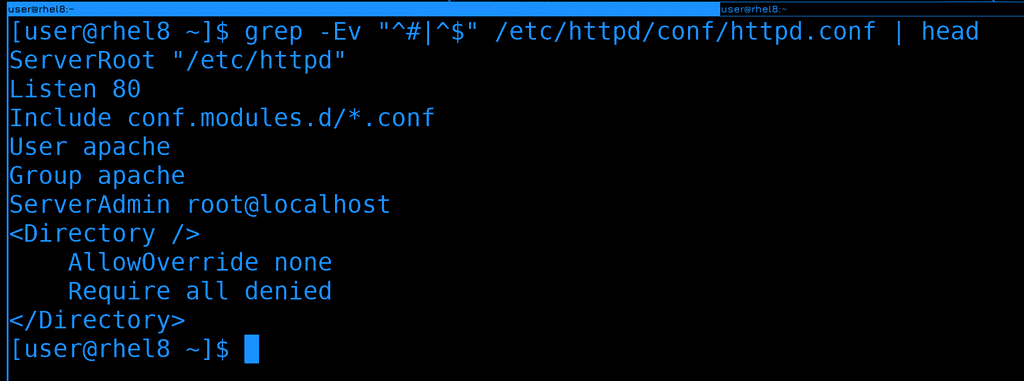 user@rhel8:~ user@rhel8:~
[user@rhel8 ~]$ grep -Ev "^#|^$" /etc/httpd/conf/httpd.conf | head
ServerRoot "/etc/httpd"
Listen 80
Include conf.modules.d/*.conf
User apache
Group apache
ServerAdmin root@localhost
<Directory />
    AllowOverride none
    Require all denied
</Directory>
[user@rhel8 ~]$